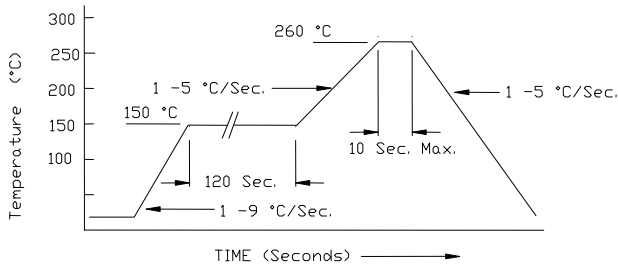 300
260 °C
250
200
1 -5 °C/Sec.
1 -5 °C/Sec.
150 °C
150
10 Sec. Max.
100
120 Sec.
1 -9 °C/Sec.
Temperature (°C)
TIME (Seconds)